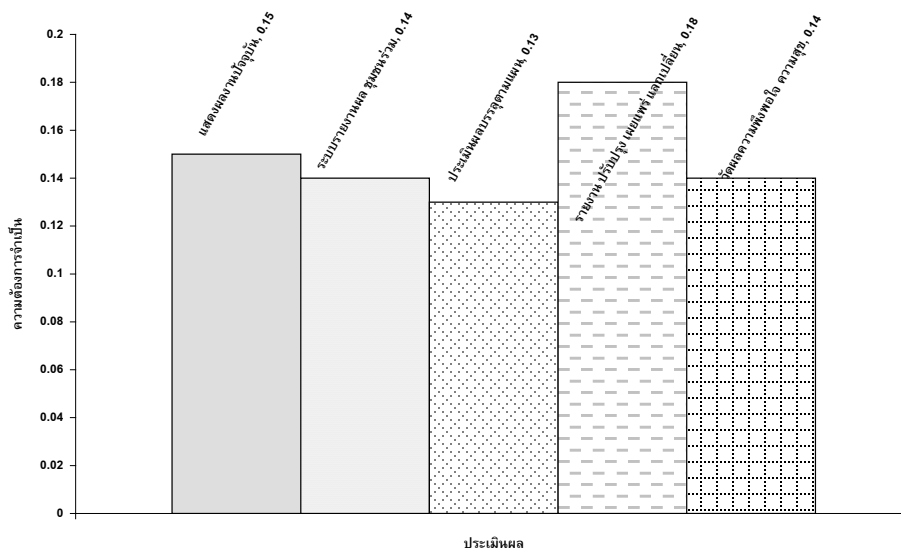 0.2
0.18
0.16
0.14
0.12
0.1
0.08
0.06
0.04
0.02
0
ความต้องการจำเป็น
แสดงผลงานปัจจุบัน, 0.15
ระบบรายงานผล ชุมชนร่วม, 0.14
ประเมินผลบรรลุตามแผน, 0.13
รายงาน ปรับปรุง เผยแพร่ แลกเปลี่ยน, 0.18
วัดผลความพึงพอใจ ความสุข, 0.14
ประเมินผล